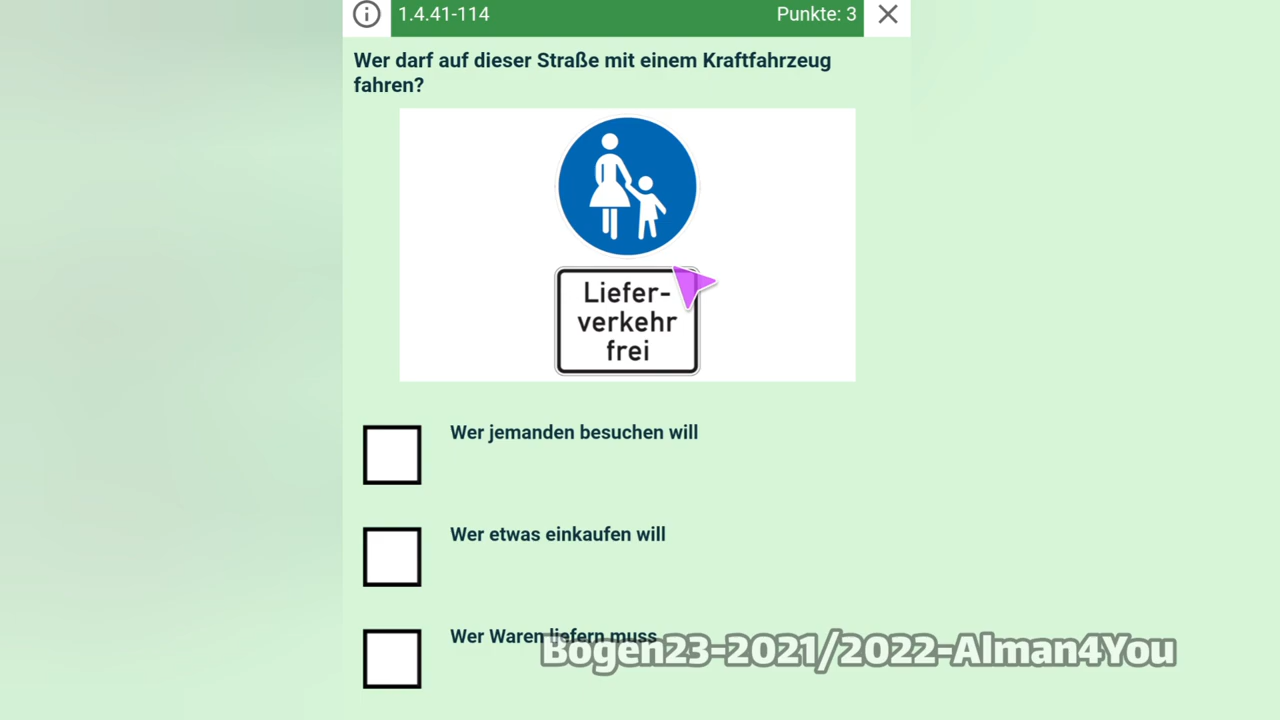 1.4.41-114
Punkte: 3
Wer darf auf dieser Straße mit einem Kraftfahrzeug
fahren?
Liefer-
verkehr
frei
Wer jemanden besuchen will
Wer etwas einkaufen will
Wer Waren liefern muss
Bogen23-2021/2022-Alman4You